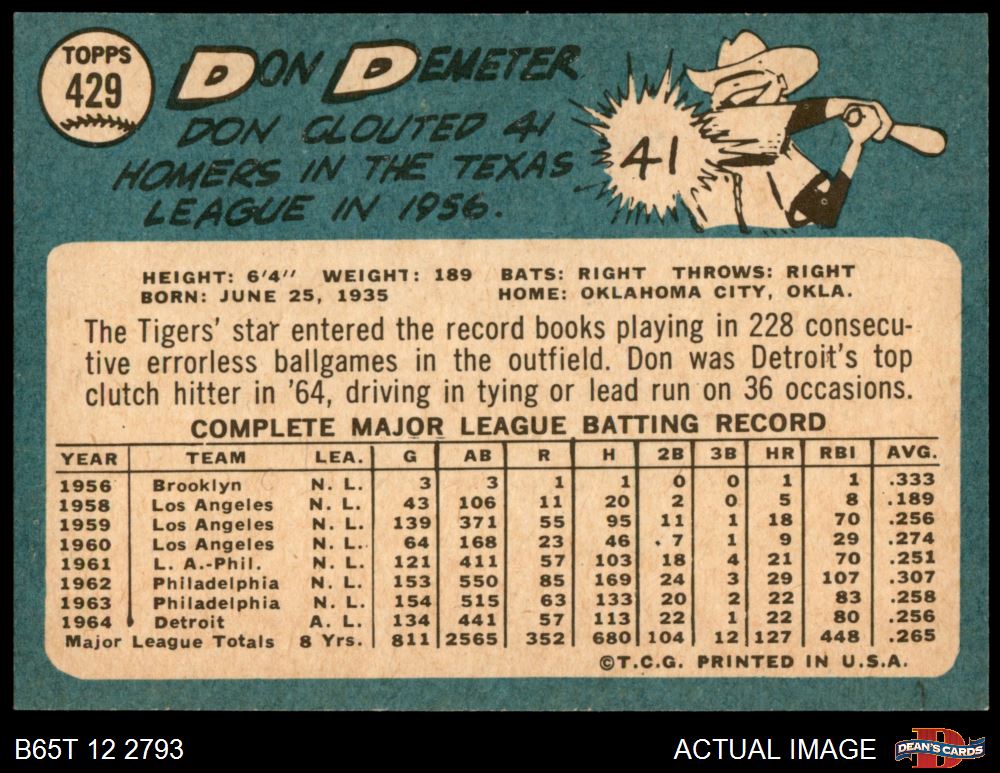 TOPPS
429
DON DEMETER
DON CLOUTED 41
HOMERS IN THE TEXAS
LEAGUE IN 1956.
41
HEIGHT: 6'4" WEIGHT: 189 BATS: RIGHT THROWS: RIGHT
BORN: JUNE 25, 1935 HOME: OKLAHOMA CITY, OKLA.
The Tigers' star entered the record books playing in 228 consecu-
tive errorless ballgames in the outfield. Don was Detroit's top
clutch hitter in '64, driving in tying or lead run on 36 occasions.
COMPLETE MAJOR LEAGUE BATTING RECORD
YEAR TEAM LEA. G AB R H 2B 3B HR RBI AVG.
1956 Brooklyn N. L. 3 3 1 1 0 0 1 1 .333
1958 Los Angeles N. L. 43 106 11 20 2 0 5 8 .189
1959 Los Angeles N. L. 139 371 55 95 11 1 18 70 .256
1960 Los Angeles N. L. 64 168 23 46 7 1 9 29 .274
1961 L. A.-Phil. N. L. 121 411 57 103 18 4 21 70 .251
1962 Philadelphia N. L. 153 550 85 169 24 3 29 107 .307
1963 Philadelphia N. L. 154 515 63 133 20 2 22 83 .258
1964 Detroit A. L. 134 441 57 113 22 1 22 80 .256
Major League Totals 8 Yrs. 811 2565 352 680 104 12 127 448 .265
©T.C.G. PRINTED IN U.S.A.
B65T 12 2793
ACTUAL IMAGE
D
DEAN'S CARDS